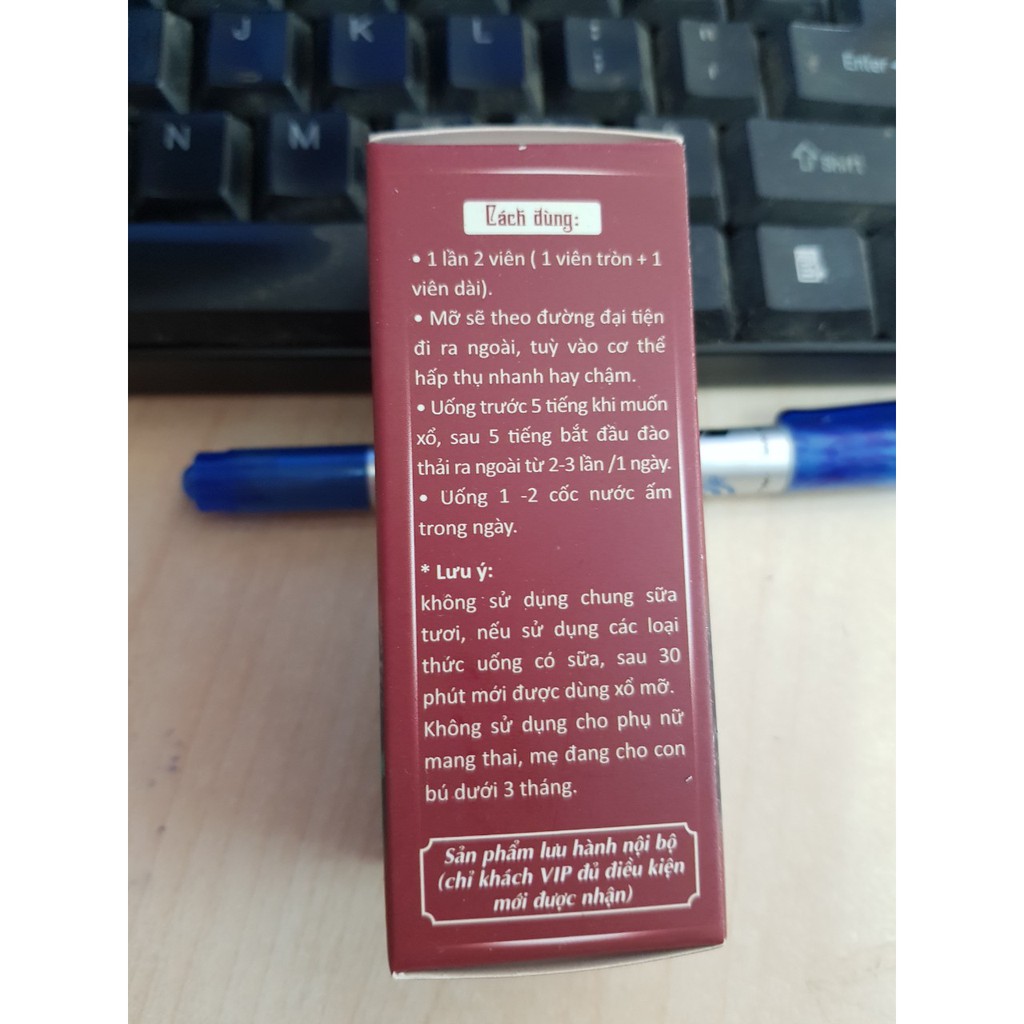 J K L : ; " '
Enter
N M
Shift
Cách dùng:
• 1 lần 2 viên ( 1 viên tròn + 1
viên dài).
• Mỡ sẽ theo đường đại tiện
đi ra ngoài, tuỳ vào cơ thể
hấp thụ nhanh hay chậm.
• Uống trước 5 tiếng khi muốn
xổ, sau 5 tiếng bắt đầu đào
thải ra ngoài từ 2-3 lần /1 ngày.
• Uống 1 -2 cốc nước ấm
trong ngày.
* Lưu ý:
không sử dụng chung sữa
tươi, nếu sử dụng các loại
thức uống có sữa, sau 30
phút mới được dùng xổ mỡ.
Không sử dụng cho phụ nữ
mang thai, mẹ đang cho con
bú dưới 3 tháng.
Sản phẩm lưu hành nội bộ
(chỉ khách VIP đủ điều kiện
mới được nhận)